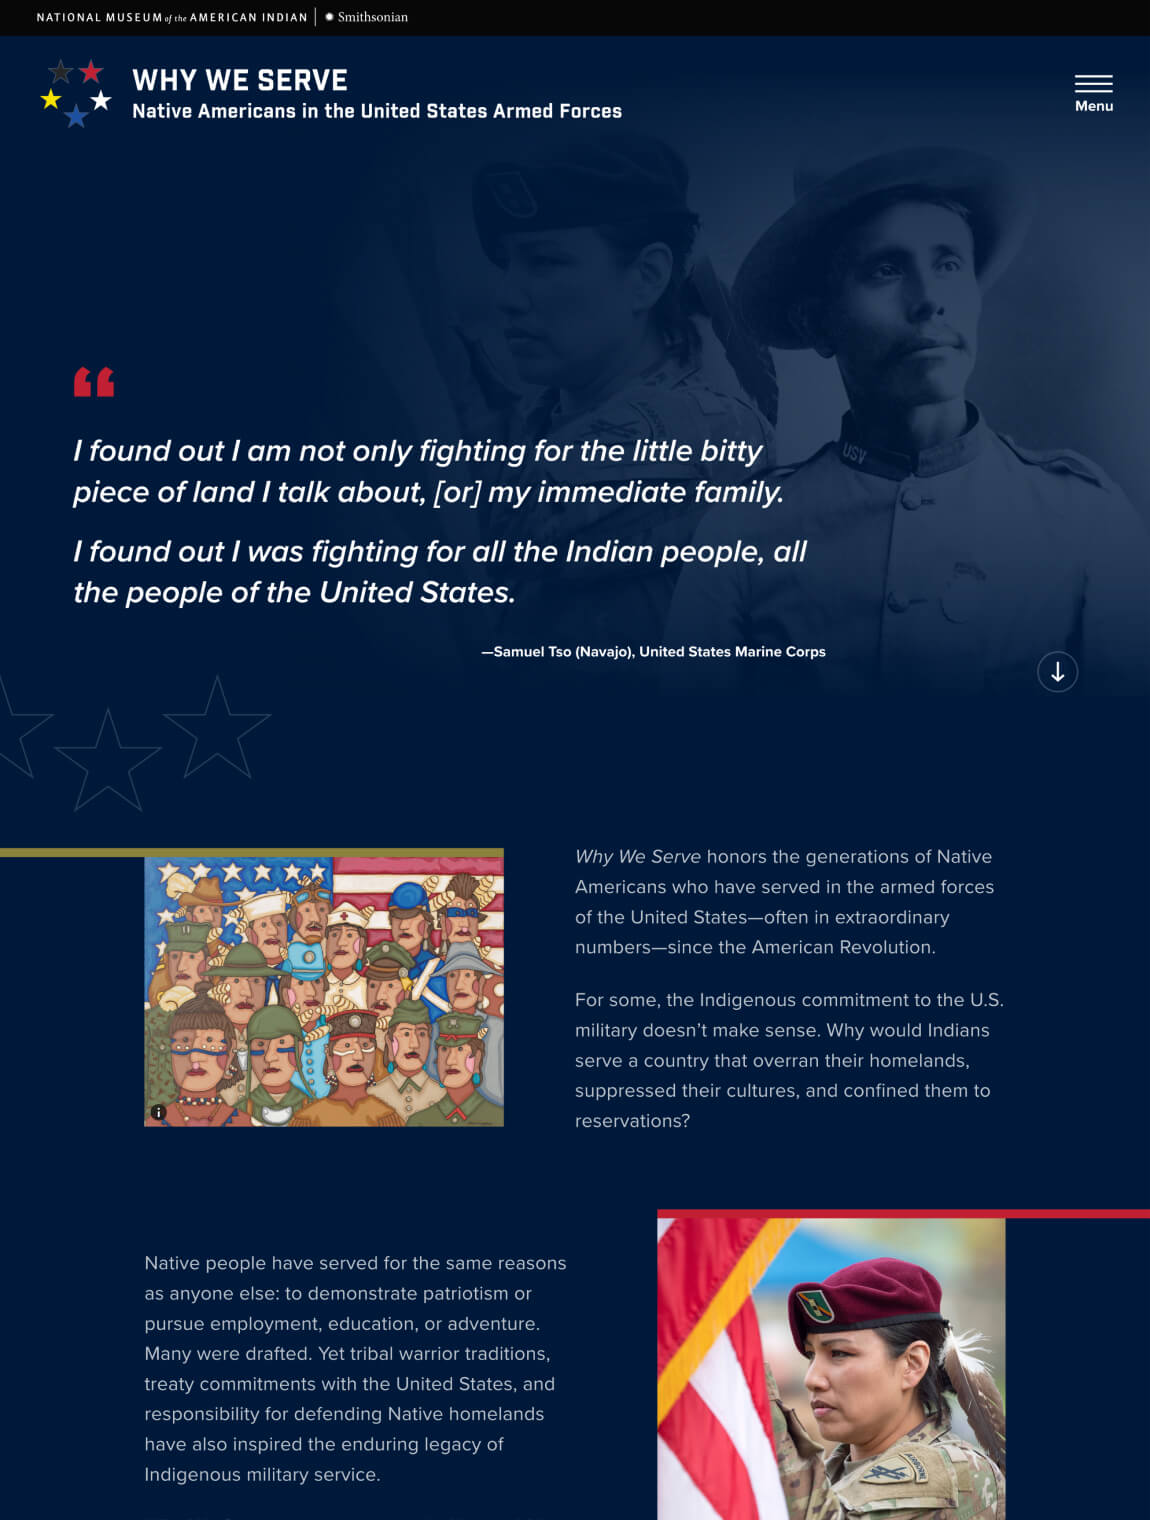 NATIONAL MUSEUM of the AMERICAN INDIAN Smithsonian
WHY WE SERVE
Native Americans in the United States Armed Forces
Menu
“
I found out I am not only fighting for the little bitty
piece of land I talk about, [or] my immediate family.
I found out I was fighting for all the Indian people, all
the people of the United States.
USV
—Samuel Tso (Navajo), United States Marine Corps
Why We Serve honors the generations of Native
Americans who have served in the armed forces
of the United States—often in extraordinary
numbers—since the American Revolution.
For some, the Indigenous commitment to the U.S.
military doesn’t make sense. Why would Indians
serve a country that overran their homelands,
suppressed their cultures, and confined them to
reservations?
i
Native people have served for the same reasons
as anyone else: to demonstrate patriotism or
pursue employment, education, or adventure.
Many were drafted. Yet tribal warrior traditions,
treaty commitments with the United States, and
responsibility for defending Native homelands
have also inspired the enduring legacy of
Indigenous military service.